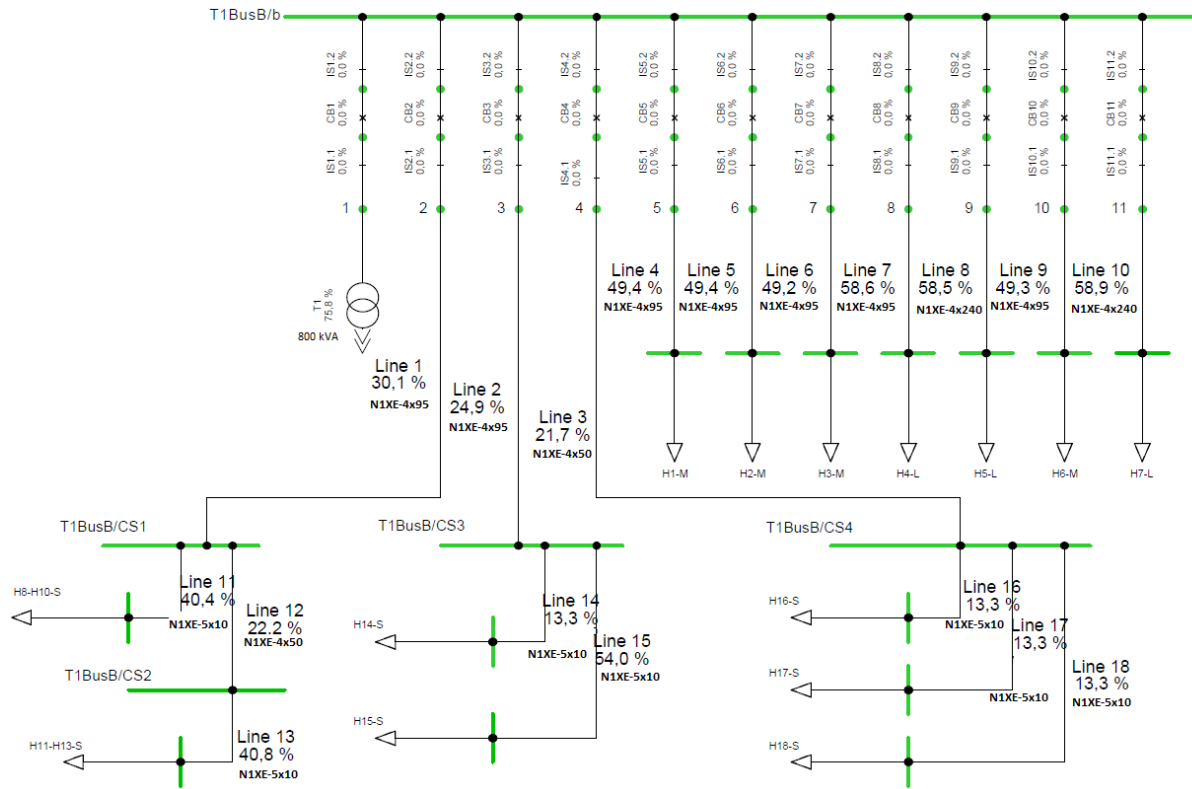 T1BusB/b
IS1.2
0,0 %
IS2.2
0,0 %
IS3.2
0,0 %
IS4.2
0,0 %
IS5.2
0,0 %
IS6.2
0,0 %
IS7.2
0,0 %
IS8.2
0,0 %
IS9.2
0,0 %
IS10.2
0,0 %
IS11.2
0,0 %
CB1
0,0 %
CB2
0,0 %
CB3
0,0 %
CB4
0,0 %
CB5
0,0 %
CB6
0,0 %
CB7
0,0 %
CB8
0,0 %
CB9
0,0 %
CB10
0,0 %
CB11
0,0 %
IS1.1
0,0 %
IS2.1
0,0 %
IS3.1
0,0 %
IS4.1
0,0 %
IS5.1
0,0 %
IS6.1
0,0 %
IS7.1
0,0 %
IS8.1
0,0 %
IS9.1
0,0 %
IS10.1
0,0 %
IS11.1
0,0 %
1
2
3
4
5
6
7
8
9
10
11
Line 4
49,4 %
N1XE-4x95
Line 5
49,4 %
N1XE-4x95
Line 6
49,2 %
N1XE-4x95
Line 7
58,6 %
N1XE-4x95
Line 8
58,5 %
N1XE-4x240
Line 9
49,3 %
N1XE-4x95
Line 10
58,9 %
N1XE-4x240
T1
75,8 %
800 kVA
Line 1
30,1 %
N1XE-4x95
Line 2
24,9 %
N1XE-4x95
Line 3
21,7 %
N1XE-4x50
H1-M
H2-M
H3-M
H4-L
H5-L
H6-M
H7-L
T1BusB/CS1
T1BusB/CS3
T1BusB/CS4
H8-H10-S
Line 11
40,4 %
N1XE-5x10
Line 12
22.2 %
N1XE-4x50
T1BusB/CS2
H11-H13-S
Line 13
40,8 %
N1XE-5x10
H14-S
Line 14
13,3 %
N1XE-5x10
Line 15
54,0 %
N1XE-5x10
H15-S
H16-S
Line 16
13,3 %
N1XE-5x10
Line 17
13,3 %
N1XE-5x10
H17-S
Line 18
13,3 %
N1XE-5x10
H18-S